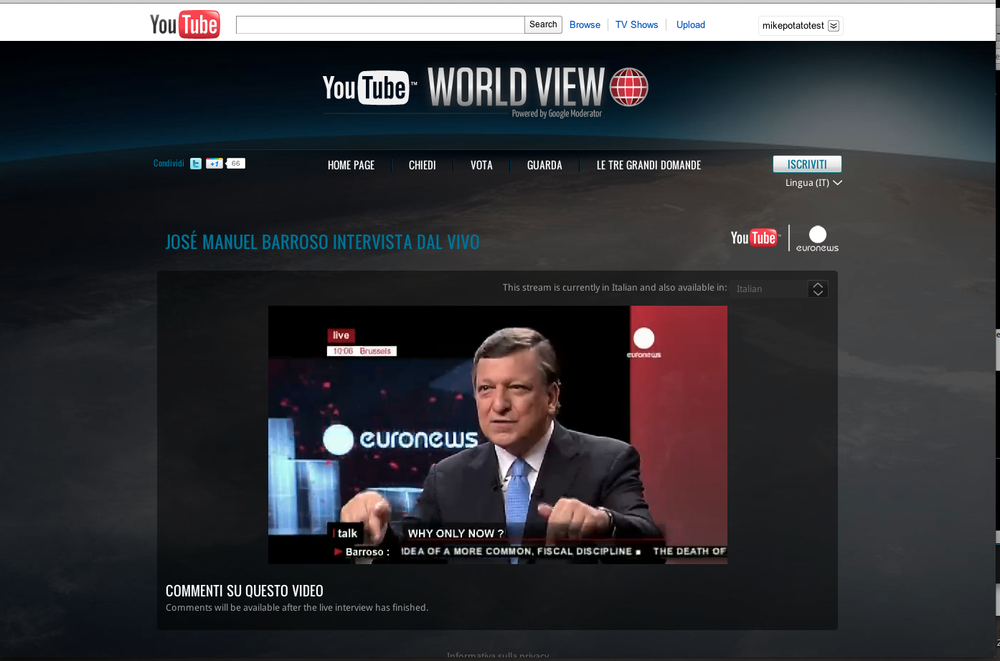 YouTube
Search
Browse
TV Shows
Upload
mikepotatotest
YouTube™ WORLD VIEW
Powered by Google Moderator
Condividi
+1
66
HOME PAGE
CHIEDI
VOTA
GUARDA
LE TRE GRANDI DOMANDE
ISCRIVITI
Lingua (IT)
JOSÉ MANUEL BARROSO INTERVISTA DAL VIVO
YouTube
euronews
This stream is currently in Italian and also available in:
Italian
live
10:06 Brussels
euronews
euronews
talk
WHY ONLY NOW ?
Barroso :
IDEA OF A MORE COMMON, FISCAL DISCIPLINE ■ THE DEATH OF
COMMENTI SU QUESTO VIDEO
Comments will be available after the live interview has finished.
Informativa sulla privacy